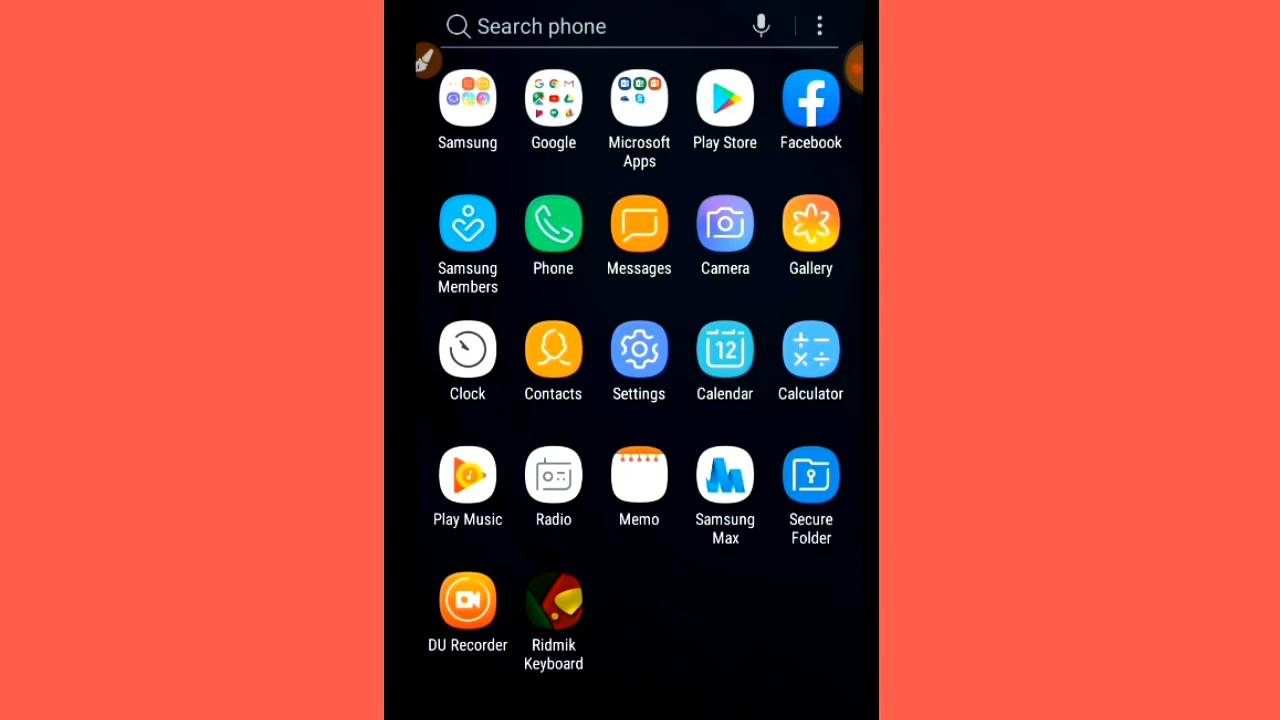 Search phone
Samsung
Google
Microsoft
Apps
Play Store
Facebook
Samsung
Members
Phone
Messages
Camera
Gallery
Clock
Contacts
Settings
12
Calendar
Calculator
Play Music
Radio
Memo
Samsung
Max
Secure
Folder
DU Recorder
Ridmik
Keyboard